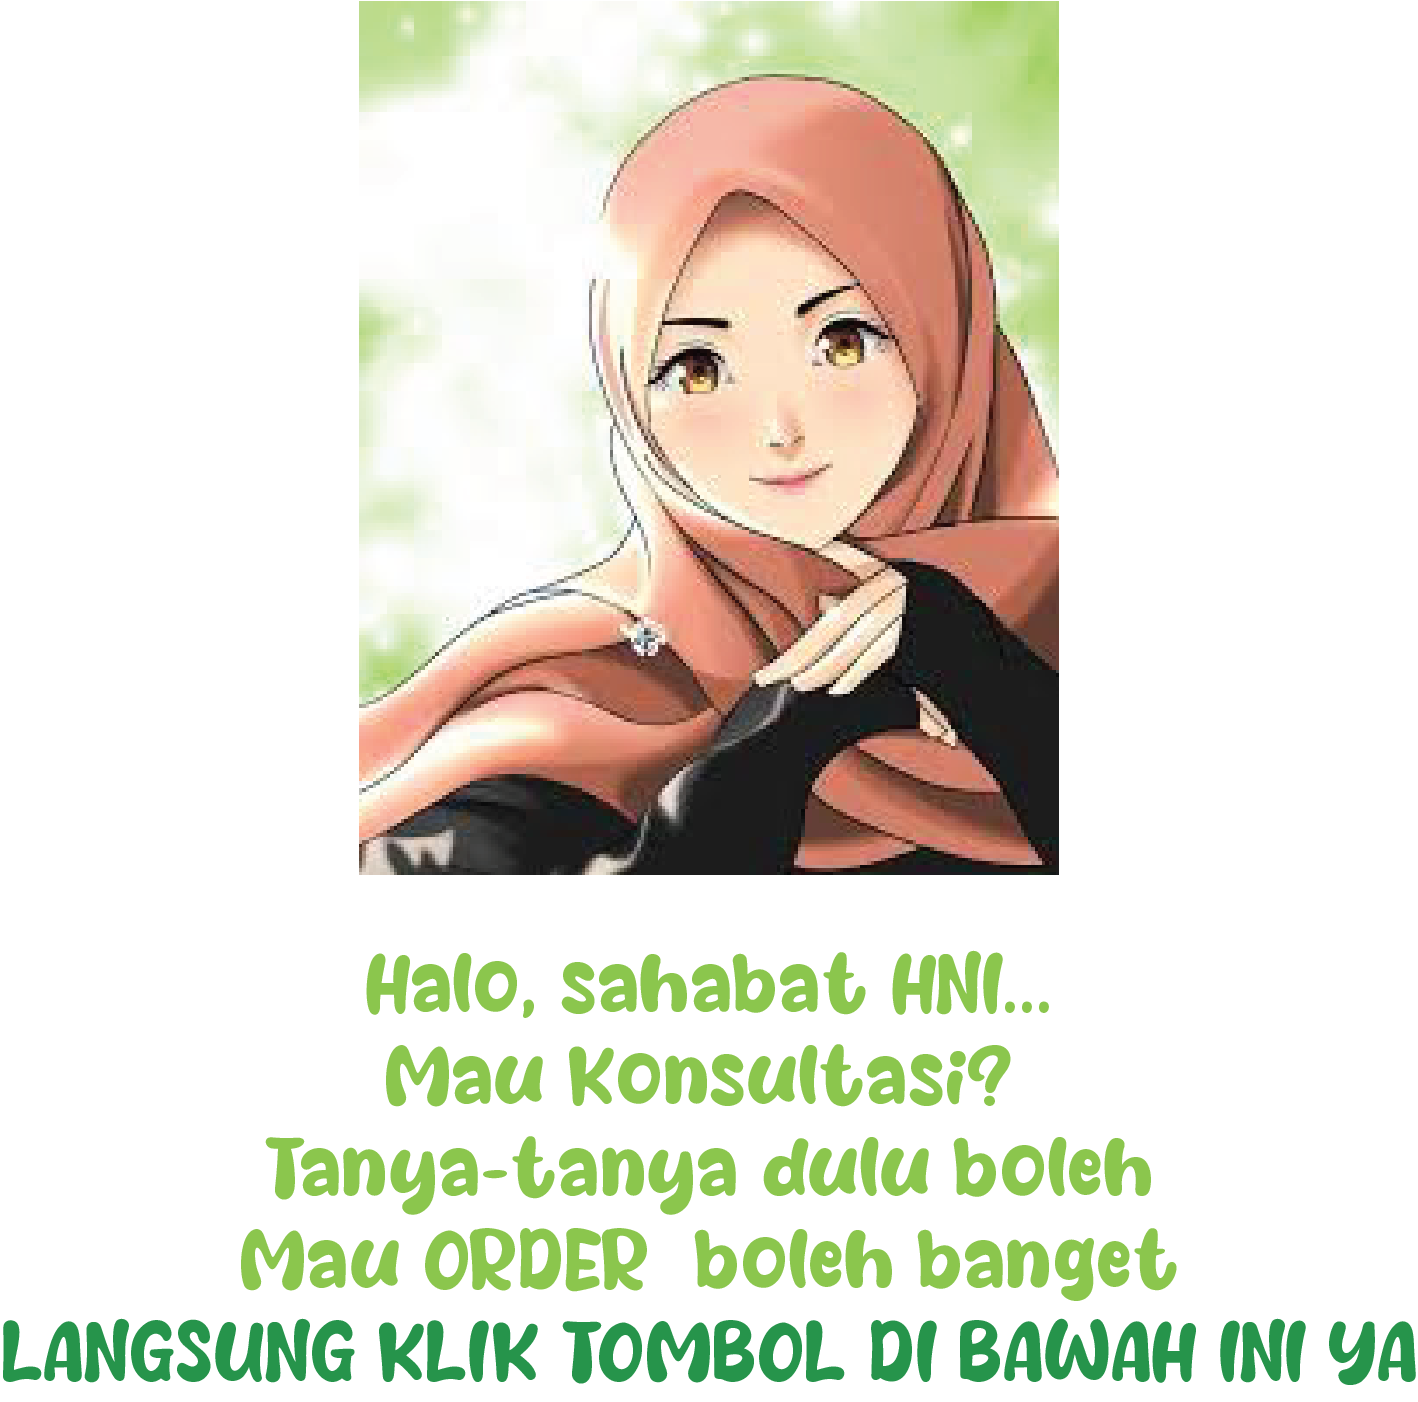 Halo, sahabat HNI...
Mau Konsultasi?
Tanya-tanya dulu boleh
Mau ORDER boleh banget
LANGSUNG KLIK TOMBOL DI BAWAH INI YA